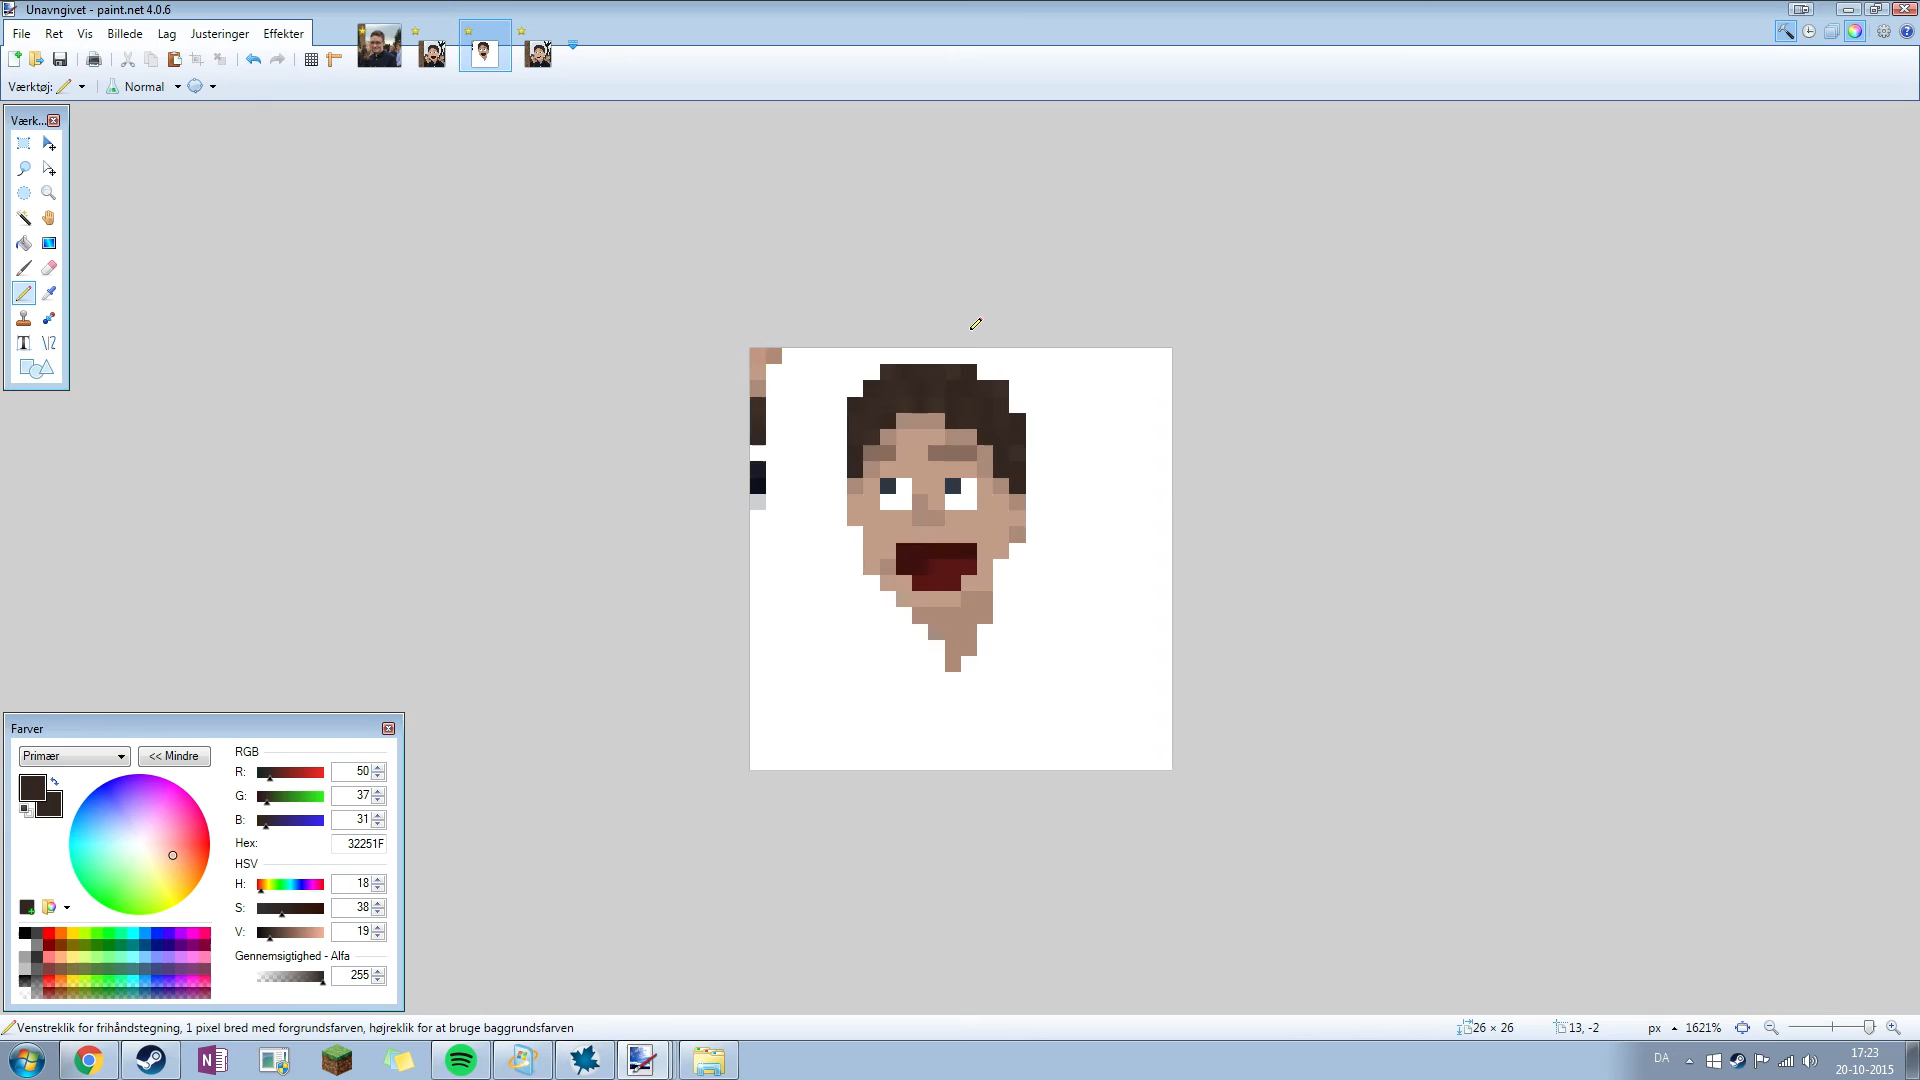 Unavngivet - paint.net 4.0.6
File Ret Vis Billede Lag Justeringer Effekter
Værktøj: Normal
Værk...
Farver
Primær << Mindre
RGB
R: 50
G: 37
B: 31
Hex: 32251F
HSV
H: 18
S: 38
V: 19
Gennemsigtighed - Alfa
255
Venstreklik for frihåndstegning, 1 pixel bred med forgrundsfarven, højreklik for at bruge baggrundsfarven
26 × 26 13, -2 px 1621%
DA 17:23
20-10-2015